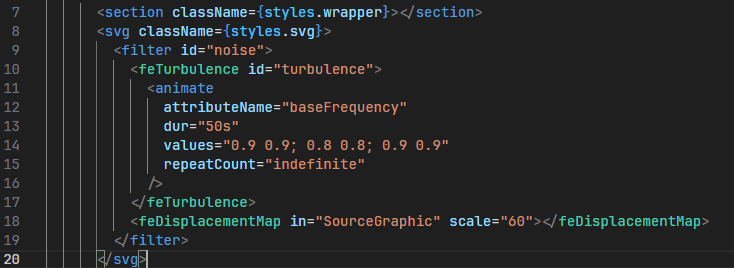 7 <section className={styles.wrapper}></section>
8 <svg className={styles.svg}>
9 <filter id="noise">
10 <feTurbulence id="turbulence">
11 <animate
12 attributeName="baseFrequency"
13 dur="50s"
14 values="0.9 0.9; 0.8 0.8; 0.9 0.9"
15 repeatCount="indefinite"
16 />
17 </feTurbulence>
18 <feDisplacementMap in="SourceGraphic" scale="60"></feDisplacementMap>
19 </filter>
20 </svg>